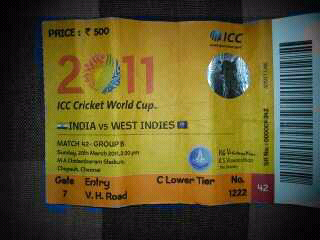 PRICE : ₹ 500
ICC
2011
ICC Cricket World Cup
INDIA vs WEST INDIES
MATCH 42 - GROUP B
Sunday, 20th March 2011, 2:30 pm
M A Chidambaram Stadium
Chepauk, Chennai
Gate Entry C Lower Tier No.
7 V. H. Road 1222
42